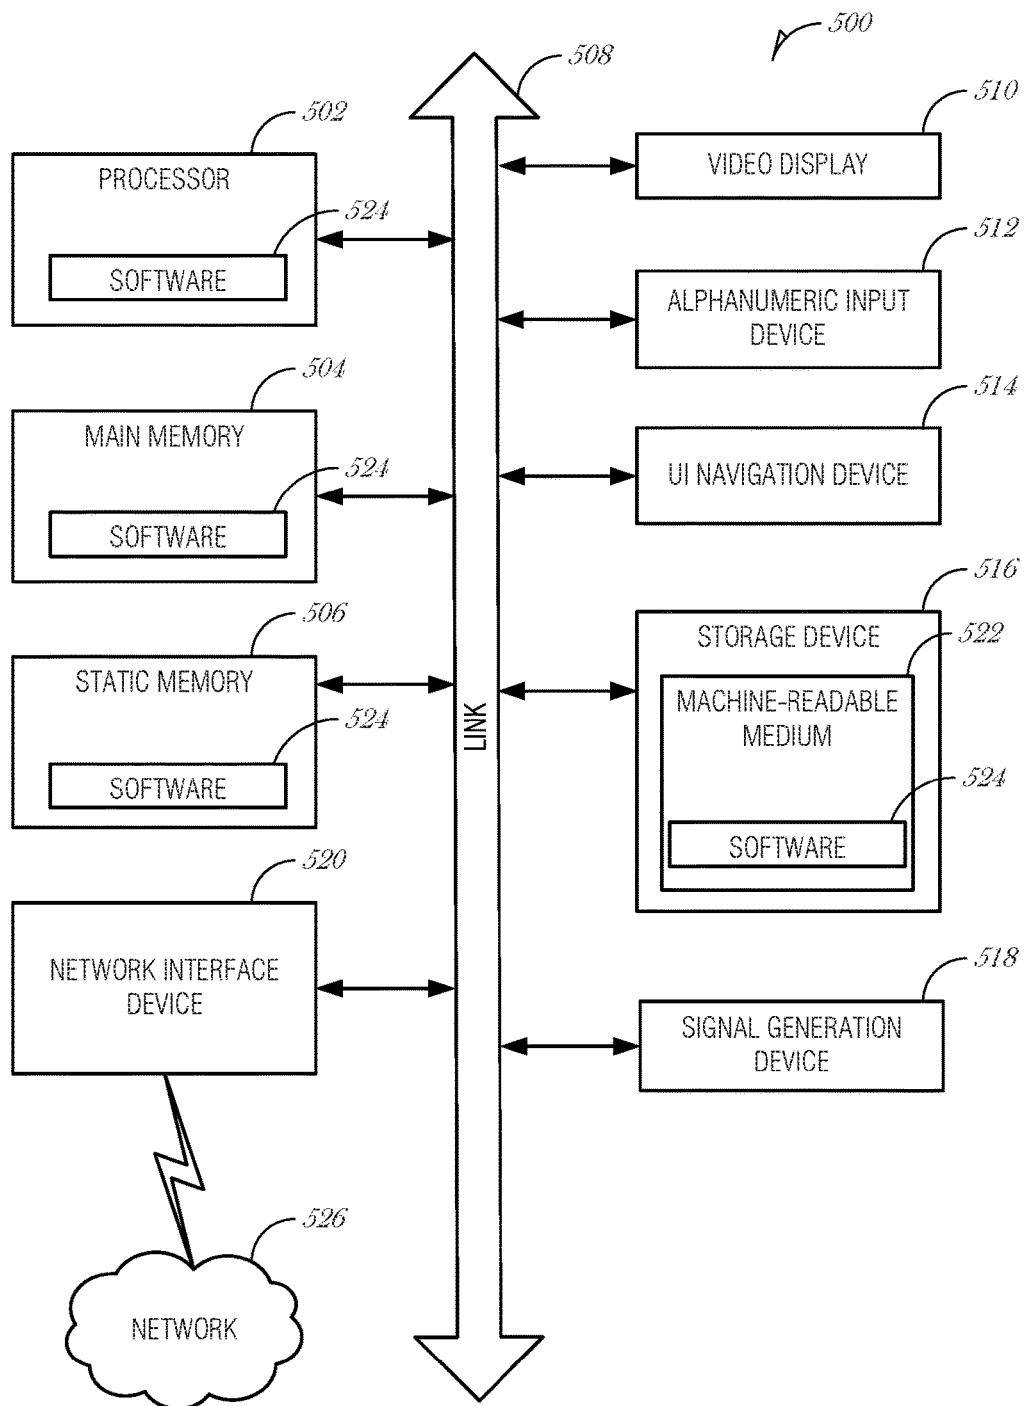 500
508
502
PROCESSOR
524
SOFTWARE
504
MAIN MEMORY
524
SOFTWARE
506
STATIC MEMORY
524
SOFTWARE
520
NETWORK INTERFACE
DEVICE
526
NETWORK
LINK
510
VIDEO DISPLAY
512
ALPHANUMERIC INPUT
DEVICE
514
UI NAVIGATION DEVICE
516
STORAGE DEVICE
522
MACHINE-READABLE
MEDIUM
524
SOFTWARE
518
SIGNAL GENERATION
DEVICE